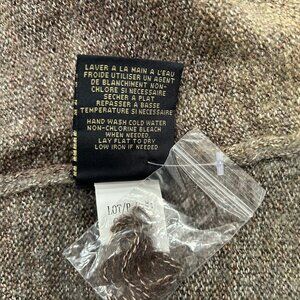 LAVER A LA MAIN A L'EAU
FROIDE UTILISER UN AGENT
DE BLANCHIMENT NON-
CHLORE SI NECESSAIRE
SECHER A PLAT
REPASSER A BASSE
TEMPERATURE SI NECESSAIRE
HAND WASH COLD WATER
NON-CHLORINE BLEACH
WHEN NEEDED.
LAY FLAT TO DRY
LOW IRON IF NEEDED
LOT/